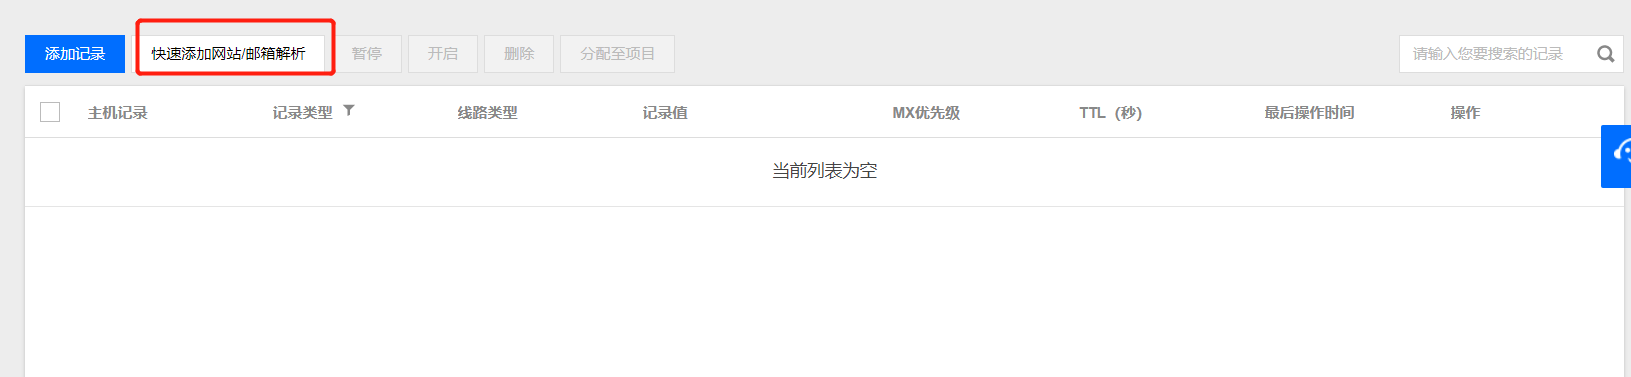 添加记录 快速添加网站/邮箱解析 暂停 开启 删除 分配至项目 请输入您要搜索的记录
主机记录 记录类型 线路类型 记录值 MX优先级 TTL（秒） 最后操作时间 操作
当前列表为空